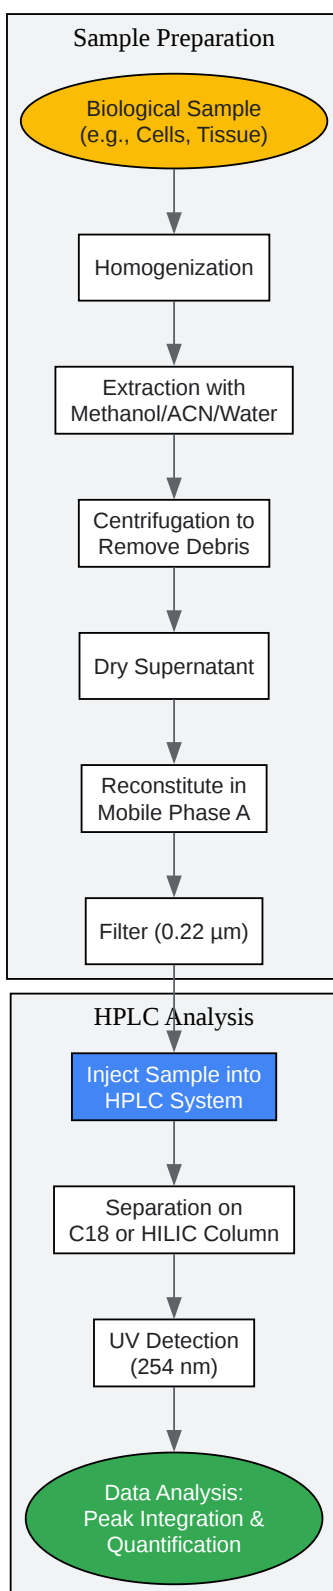 Sample Preparation
Biological Sample
(e.g., Cells, Tissue)
Homogenization
Extraction with
Methanol/ACN/Water
Centrifugation to
Remove Debris
Dry Supernatant
Reconstitute in
Mobile Phase A
Filter (0.22 µm)
HPLC Analysis
Inject Sample into
HPLC System
Separation on
C18 or HILIC Column
UV Detection
(254 nm)
Data Analysis:
Peak Integration &
Quantification